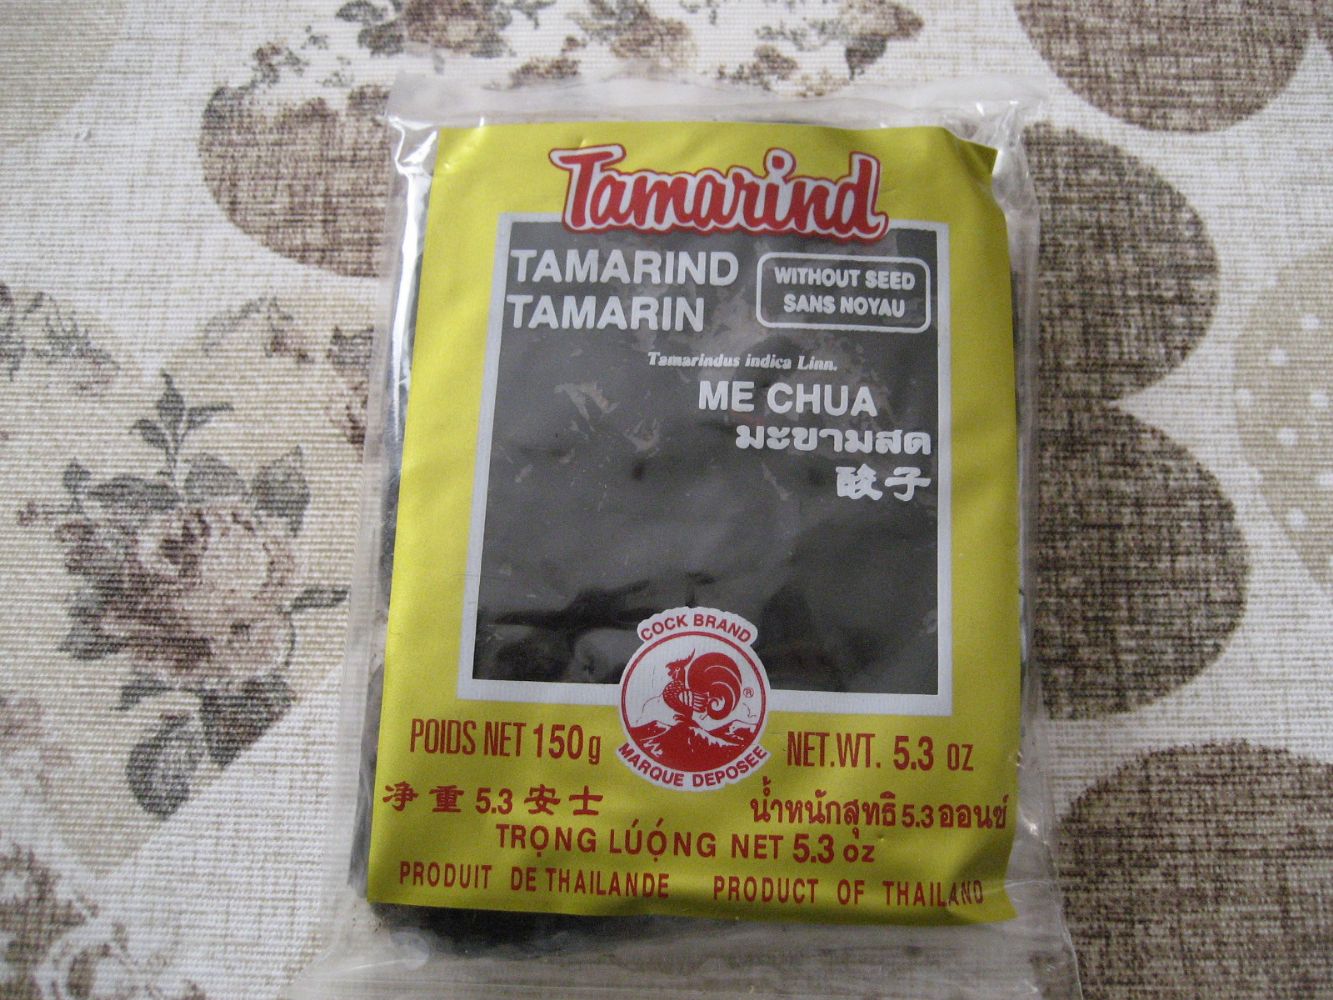 Tamarind
TAMARIND
TAMARIN
WITHOUT SEED
SANS NOYAU
Tamarindus indica Linn.
ME CHUA
มะขามสด
酸子
COCK BRAND
®
MARQUE DEPOSEE
POIDS NET 150g
NET.WT. 5.3 oz
净重 5.3 安士
น้ำหนักสุทธิ 5.3 ออนซ์
TRỌNG LÚỌ́NG NET 5.3 oz
PRODUIT DE THAILANDE
PRODUCT OF THAILAND